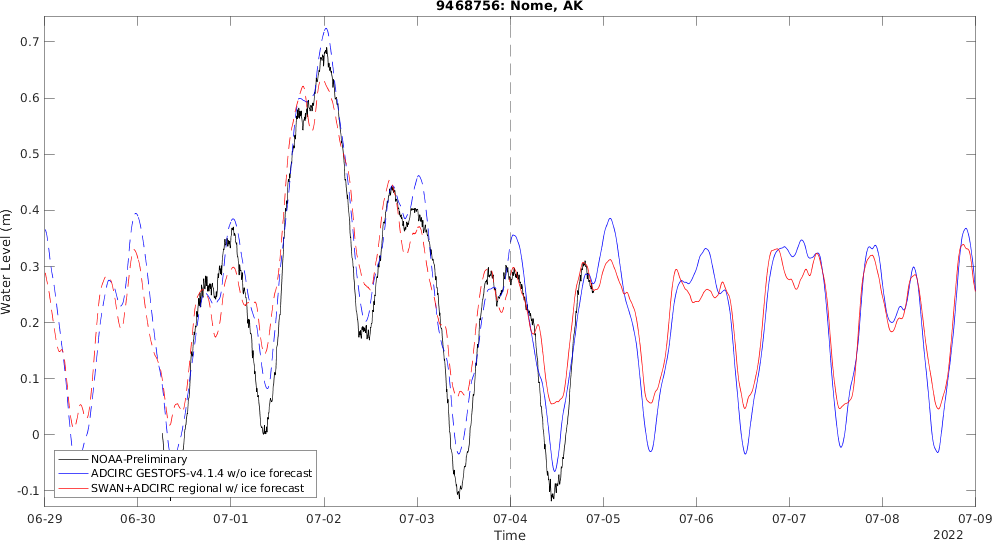 9468756: Nome, AK
Water Level (m)
0.7
0.6
0.5
0.4
0.3
0.2
0.1
0
-0.1
NOAA-Preliminary
ADCIRC GESTOFS-v4.1.4 w/o ice forecast
SWAN+ADCIRC regional w/ ice forecast
06-29 06-30 07-01 07-02 07-03 07-04 07-05 07-06 07-07 07-08 07-09
Time
2022